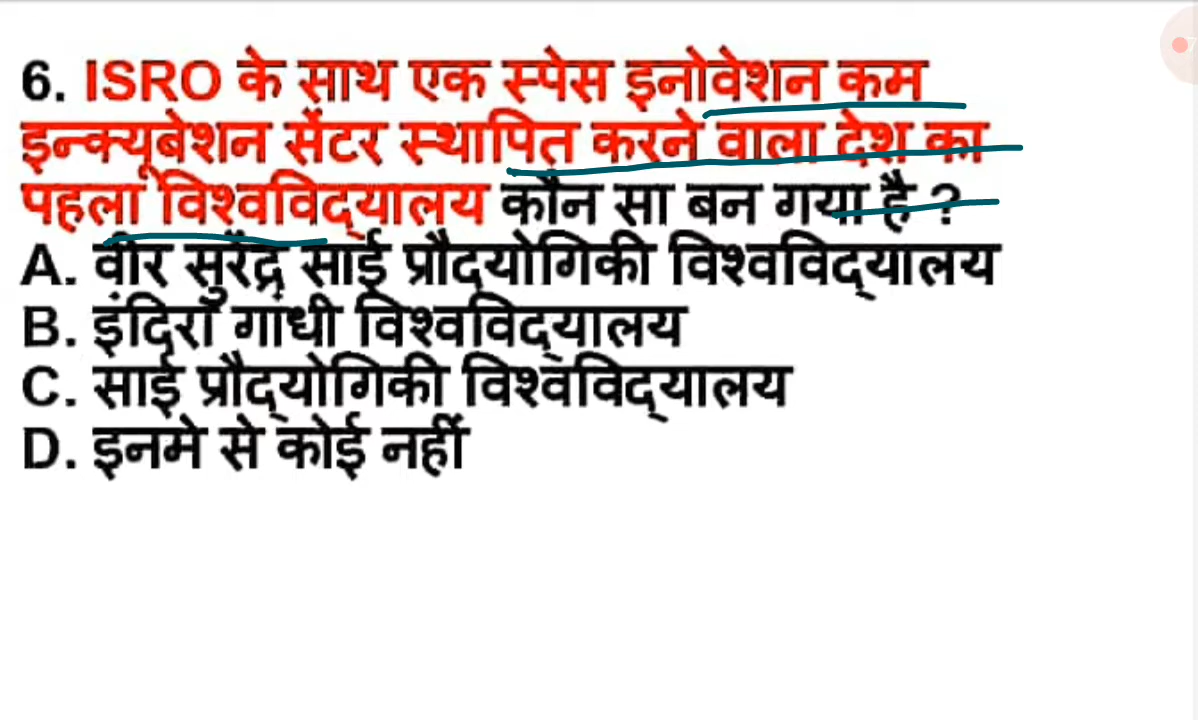 6. ISRO के साथ एक स्पेस इनोवेशन कम
इन्क्यूबेशन सेंटर स्थापित करने वाला देश का
पहला विश्वविद्यालय कौन सा बन गया है ?
A. वीर सुरेंद्र साई प्रौदयोगिकी विश्वविद्यालय
B. इंदिरा गांधी विश्वविद्यालय
C. साई प्रौद्योगिकी विश्वविद्यालय
D. इनमे से कोई नहीं